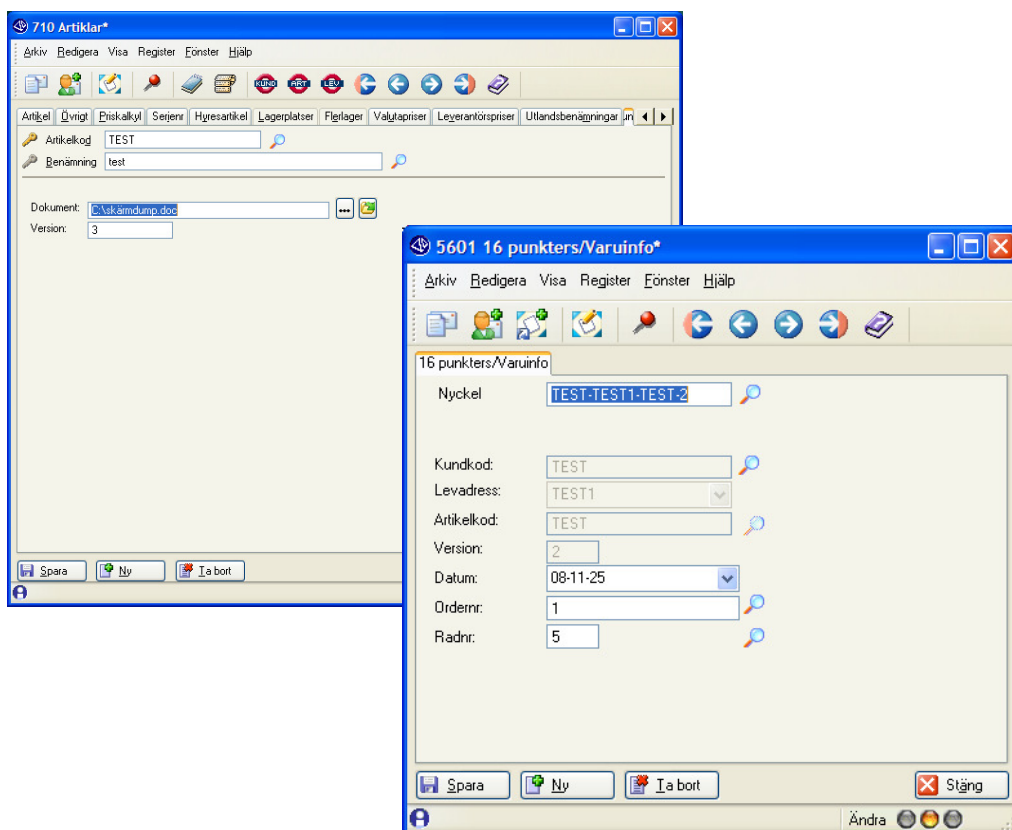 710 Artiklar*
Arkiv Redigera Visa Register Fönster Hjälp
KUND ART LEV
Artikel Övrigt Priskalkyl Serienr Hyresartikel Lagerplatser Flerlager Valutapriser Leverantörspriser Utlandsbenämningar un
Artikelkod TEST
Benämning test
Dokument: C:\skärmdump.doc ...
Version: 3
Spara Ny Ta bort
5601 16 punkters/Varuinfo*
Arkiv Redigera Visa Register Fönster Hjälp
16 punkters/Varuinfo
Nyckel TEST-TEST1-TEST-2
Kundkod: TEST
Levadress: TEST1
Artikelkod: TEST
Version: 2
Datum: 08-11-25
Ordernr: 1
Radnr: 5
Spara Ny Ta bort Stäng
Ändra